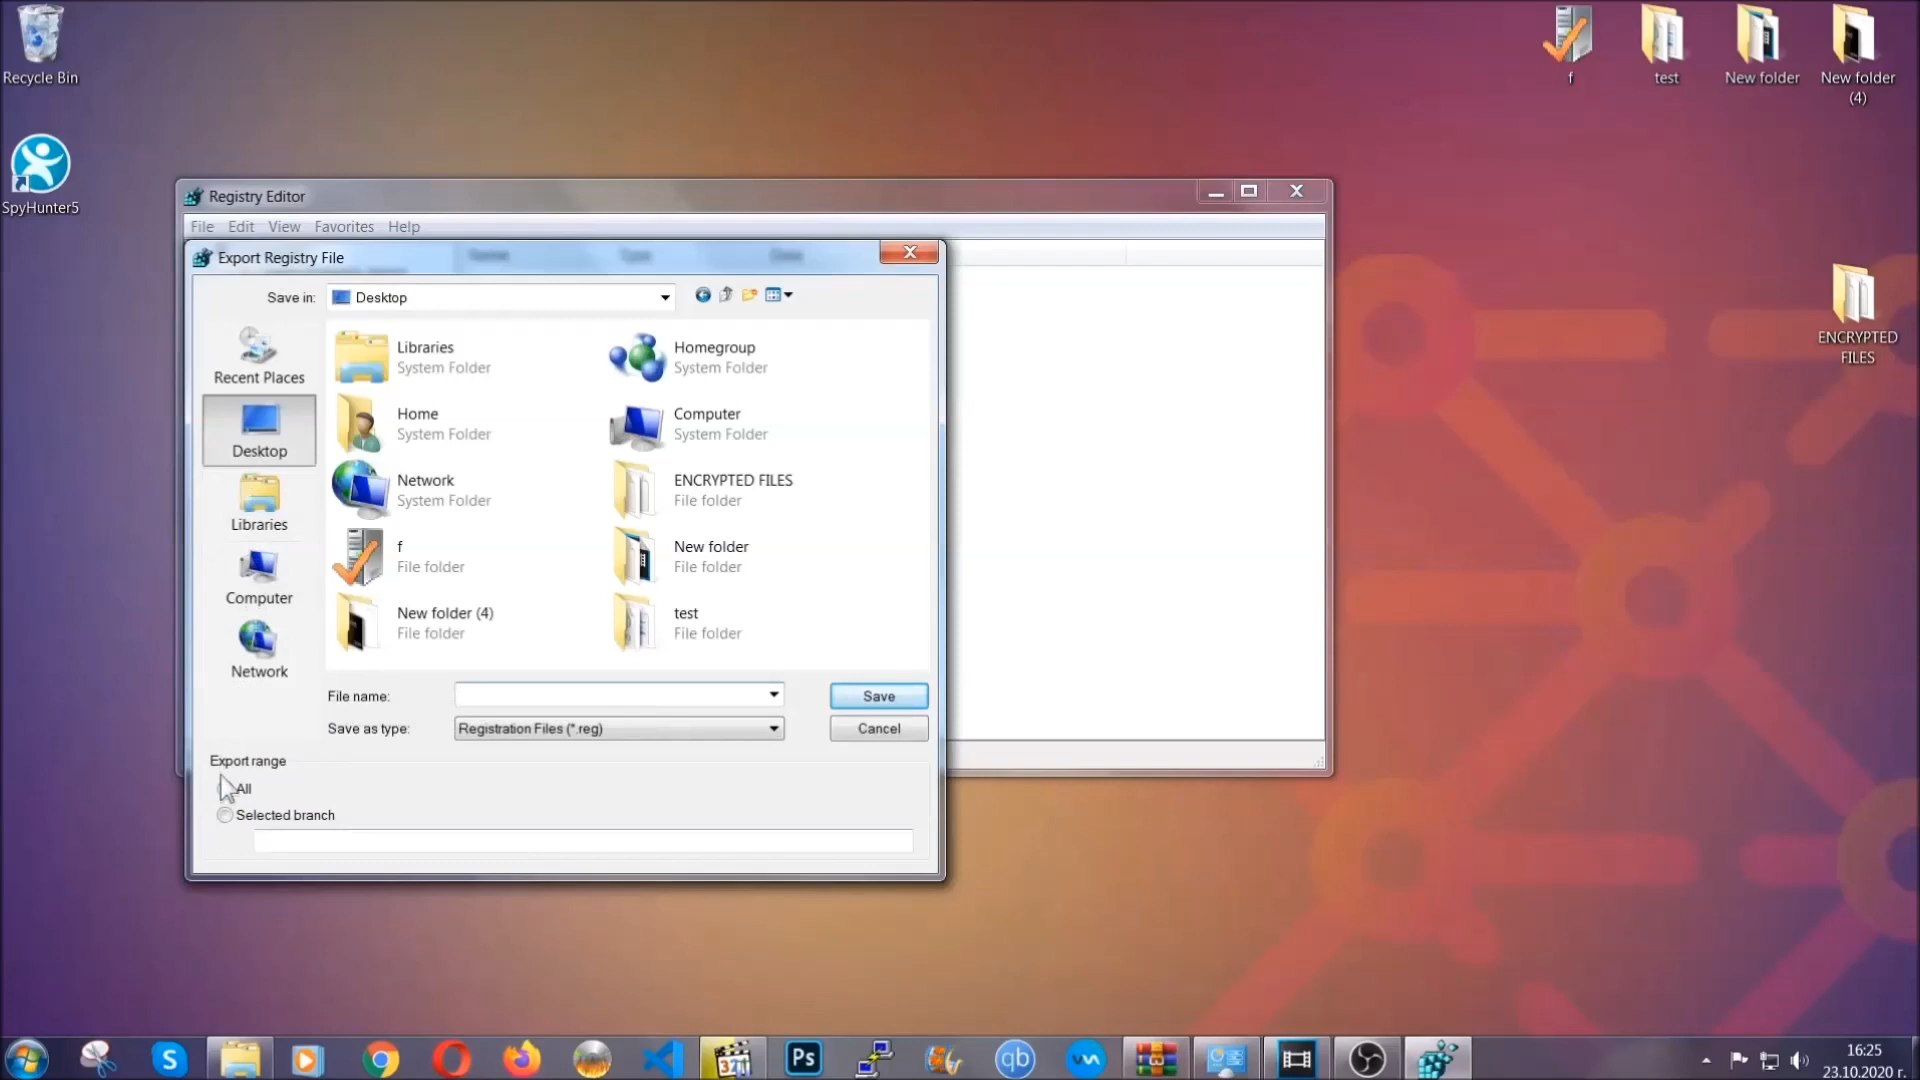 Recycle Bin
SpyHunter5
f
test
New folder
New folder
(4)
ENCRYPTED
FILES
Registry Editor
File Edit View Favorites Help
Export Registry File
Save in:
Desktop
Recent Places
Desktop
Libraries
Computer
Network
Libraries
System Folder
Homegroup
System Folder
Home
System Folder
Computer
System Folder
Network
System Folder
ENCRYPTED FILES
File folder
f
File folder
New folder
File folder
New folder (4)
File folder
test
File folder
File name:
Save
Save as type:
Registration Files (*.reg)
Cancel
Export range
All
Selected branch
S
321
Ps
qb
16:25
23.10.2020 г.